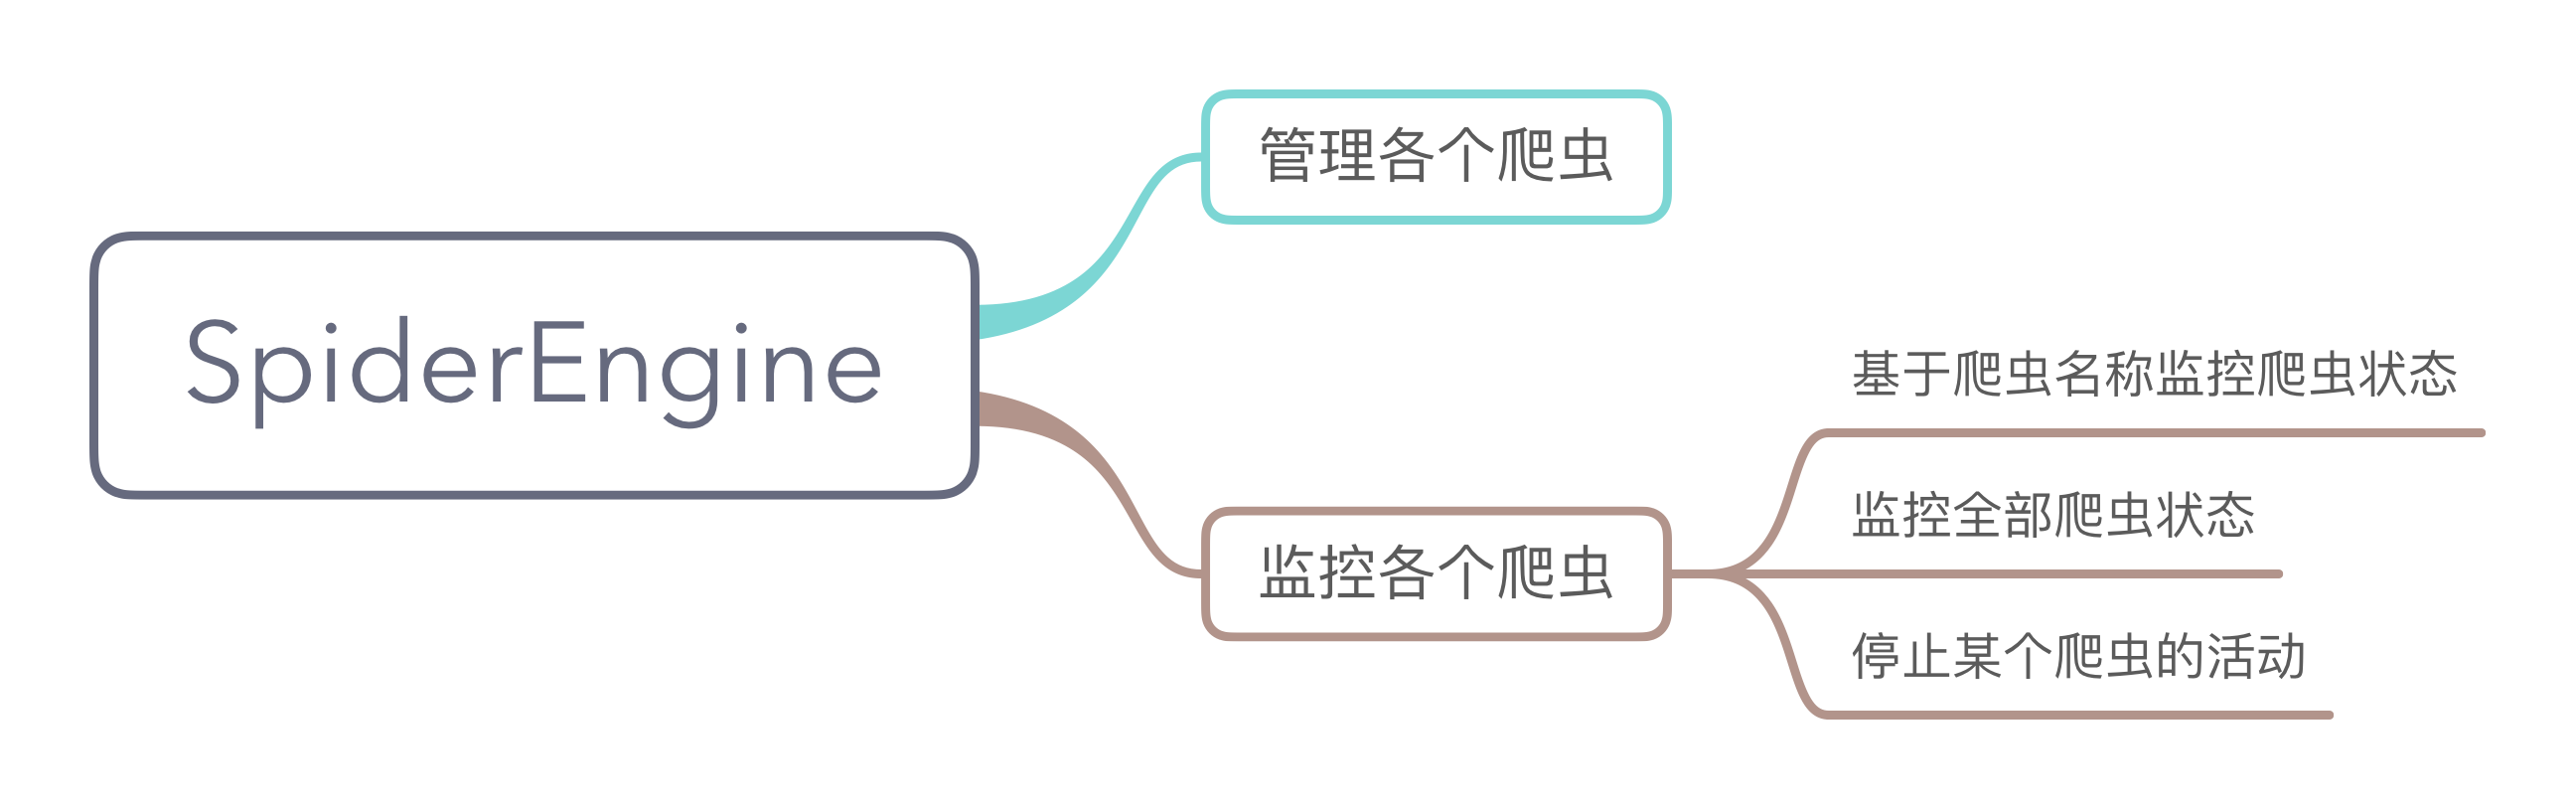 SpiderEngine
管理各个爬虫
监控各个爬虫
基于爬虫名称监控爬虫状态
监控全部爬虫状态
停止某个爬虫的活动